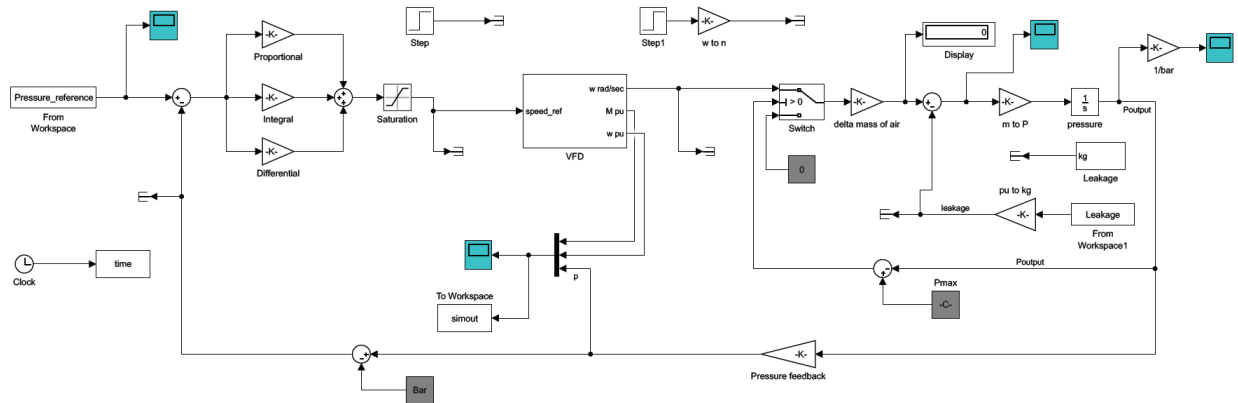 -K-
Proportional
Step
Step1
-K-
w to n
0
Display
-K-
1/bar
Pressure_reference
From
Workspace
-K-
Integral
Saturation
speed_ref
w rad/sec
M pu
w pu
VFD
> 0
Switch
-K-
delta mass of air
-K-
m to P
1
s
pressure
Poutput
-K-
Differential
0
kg
Leakage
pu to kg
leakage
-K-
Leakage
From
Workspace1
Clock
time
p
Poutput
Pmax
-C-
To Workspace
simout
-K-
Pressure feedback
Bar